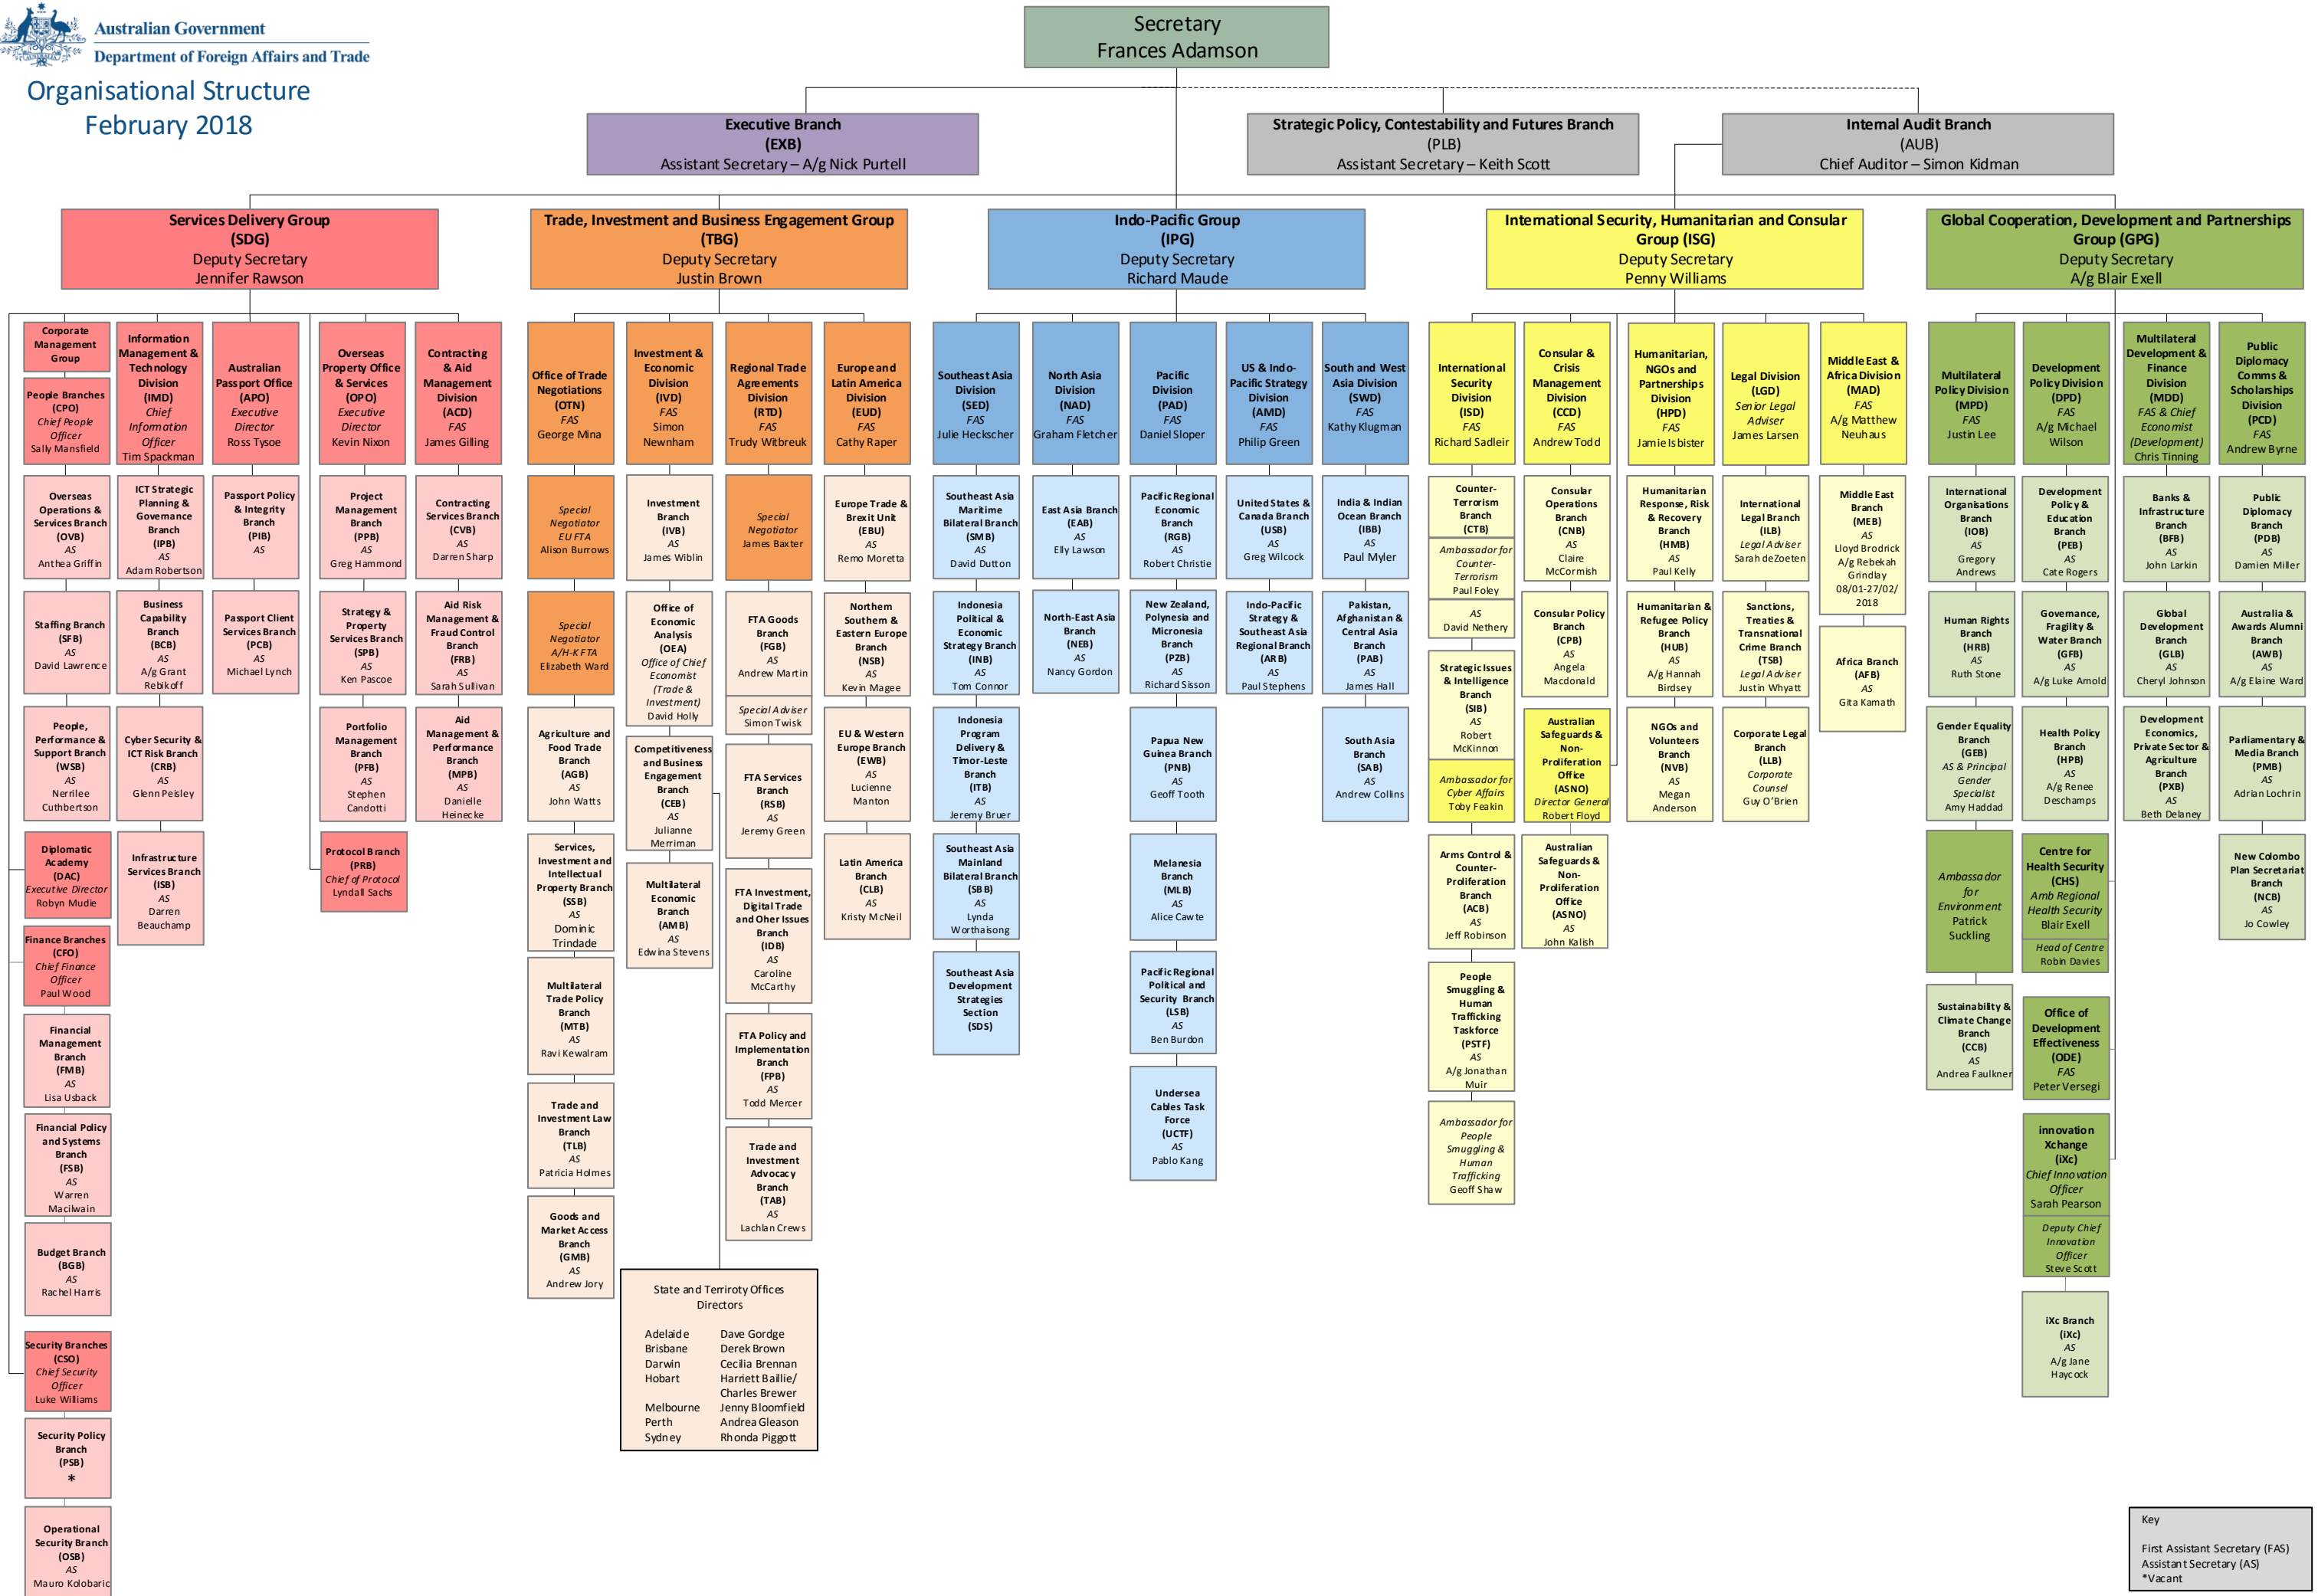 Australian Government
Department of Foreign Affairs and Trade
Organisational Structure
February 2018
Secretary
Frances Adamson
Executive Branch
(EXB)
Assistant Secretary – A/g Nick Purtell
Strategic Policy, Contestability and Futures Branch
(PLB)
Assistant Secretary – Keith Scott
Internal Audit Branch
(AUB)
Chief Auditor – Simon Kidman
Services Delivery Group
(SDG)
Deputy Secretary
Jennifer Rawson
Trade, Investment and Business Engagement Group
(TBG)
Deputy Secretary
Justin Brown
Indo-Pacific Group
(IPG)
Deputy Secretary
Richard Maude
International Security, Humanitarian and Consular
Group (ISG)
Deputy Secretary
Penny Williams
Global Cooperation, Development and Partnerships
Group (GPG)
Deputy Secretary
A/g Blair Exell
Corporate
Management
Group
People Branches
(CPO)
Chief People
Officer
Sally Mansfield
Overseas
Operations &
Services Branch
(OVB)
AS
Anthea Griffin
Staffing Branch
(SFB)
AS
David Lawrence
People,
Performance &
Support Branch
(WSB)
AS
Nerrilee
Cuthbertson
Diplomatic
Academy
(DAC)
Executive Director
Robyn Mudie
Finance Branches
(CFO)
Chief Finance
Officer
Paul Wood
Financial
Management
Branch
(FMB)
AS
Lisa Usback
Financial Policy
and Systems
Branch
(FSB)
AS
Warren
Macilwain
Budget Branch
(BGB)
AS
Rachel Harris
Security Branches
(CSO)
Chief Security
Officer
Luke Williams
Security Policy
Branch
(PSB)
*
Operational
Security Branch
(OSB)
AS
Mauro Kolobaric
Information
Management &
Technology
Division
(IMD)
Chief
Information
Officer
Tim Spackman
ICT Strategic
Planning &
Governance
Branch
(IPB)
AS
Adam Robertson
Business
Capability
Branch
(BCB)
AS
A/g Grant
Rebikoff
Cyber Security &
ICT Risk Branch
(CRB)
AS
Glenn Peisley
Infrastructure
Services Branch
(ISB)
AS
Darren
Beauchamp
Australian
Passport Office
(APO)
Executive
Director
Ross Tysoe
Passport Policy
& Integrity
Branch
(PIB)
AS
Passport Client
Services Branch
(PCB)
AS
Michael Lynch
Overseas
Property Office
& Services
(OPO)
Executive
Director
Kevin Nixon
Project
Management
Branch
(PPB)
AS
Greg Hammond
Strategy &
Property
Services Branch
(SPB)
AS
Ken Pascoe
Portfolio
Management
Branch
(PFB)
AS
Stephen
Candotti
Protocol Branch
(PRB)
Chief of Protocol
Lyndall Sachs
Contracting
& Aid
Management
Division
(ACD)
FAS
James Gilling
Contracting
Services Branch
(CVB)
AS
Darren Sharp
Aid Risk
Management &
Fraud Control
Branch
(FRB)
AS
Sarah Sullivan
Aid
Management &
Performance
Branch
(MPB)
AS
Danielle
Heinecke
Office of Trade
Negotiations
(OTN)
FAS
George Mina
Special
Negotiator
EU FTA
Alison Burrows
Special
Negotiator
A/H-K FTA
Elizabeth Ward
Agriculture and
Food Trade
Branch
(AGB)
AS
John Watts
Services,
Investment and
Intellectual
Property Branch
(SSB)
AS
Dominic
Trindade
Multilateral
Trade Policy
Branch
(MTB)
AS
Ravi Kewalram
Trade and
Investment Law
Branch
(TLB)
AS
Patricia Holmes
Goods and
Market Access
Branch
(GMB)
AS
Andrew Jory
Investment &
Economic
Division
(IVD)
FAS
Simon
Newnham
Investment
Branch
(IVB)
AS
James Wiblin
Office of
Economic
Analysis
(OEA)
Office of Chief
Economist
(Trade &
Investment)
David Holly
Competitiveness
and Business
Engagement
Branch
(CEB)
AS
Julianne
Merriman
Multilateral
Economic
Branch
(AMB)
AS
Edwina Stevens
Regional Trade
Agreements
Division
(RTD)
FAS
Trudy Witbreuk
Special
Negotiator
James Baxter
FTA Goods
Branch
(FGB)
AS
Andrew Martin
Special Adviser
Simon Twisk
FTA Services
Branch
(RSB)
AS
Jeremy Green
FTA Investment,
Digital Trade
and Oher Issues
Branch
(IDB)
AS
Caroline
McCarthy
FTA Policy and
Implementation
Branch
(FPB)
AS
Todd Mercer
Trade and
Investment
Advocacy
Branch
(TAB)
AS
Lachlan Crews
Europe and
Latin America
Division
(EUD)
FAS
Cathy Raper
Europe Trade &
Brexit Unit
(EBU)
AS
Remo Moretta
Northern
Southern &
Eastern Europe
Branch
(NSB)
AS
Kevin Magee
EU & Western
Europe Branch
(EWB)
AS
Lucienne
Manton
Latin America
Branch
(CLB)
AS
Kristy McNeil
State and Terriroty Offices
Directors
Adelaide Dave Gordge
Brisbane Derek Brown
Darwin Cecilia Brennan
Hobart Harriett Baillie/
Charles Brewer
Melbourne Jenny Bloomfield
Perth Andrea Gleason
Sydney Rhonda Piggott
Southeast Asia
Division
(SED)
FAS
Julie Heckscher
Southeast Asia
Maritime
Bilateral Branch
(SMB)
AS
David Dutton
Indonesia
Political &
Economic
Strategy Branch
(INB)
AS
Tom Connor
Indonesia
Program
Delivery &
Timor-Leste
Branch
(ITB)
AS
Jeremy Bruer
Southeast Asia
Mainland
Bilateral Branch
(SBB)
AS
Lynda
Worthaisong
Southeast Asia
Development
Strategies
Section
(SDS)
North Asia
Division
(NAD)
FAS
Graham Fletcher
East Asia Branch
(EAB)
AS
Elly Lawson
North-East Asia
Branch
(NEB)
AS
Nancy Gordon
Pacific
Division
(PAD)
FAS
Daniel Sloper
Pacific Regional
Economic
Branch
(RGB)
AS
Robert Christie
New Zealand,
Polynesia and
Micronesia
Branch
(PZB)
AS
Richard Sisson
Papua New
Guinea Branch
(PNB)
AS
Geoff Tooth
Melanesia
Branch
(MLB)
AS
Alice Cawte
Pacific Regional
Political and
Security Branch
(LSB)
AS
Ben Burdon
Undersea
Cables Task
Force
(UCTF)
AS
Pablo Kang
US & Indo-
Pacific Strategy
Division
(AMD)
FAS
Philip Green
United States &
Canada Branch
(USB)
AS
Greg Wilcock
Indo-Pacific
Strategy &
Southeast Asia
Regional Branch
(ARB)
AS
Paul Stephens
South and West
Asia Division
(SWD)
FAS
Kathy Klugman
India & Indian
Ocean Branch
(IBB)
AS
Paul Myler
Pakistan,
Afghanistan &
Central Asia
Branch
(PAB)
AS
James Hall
South Asia
Branch
(SAB)
AS
Andrew Collins
International
Security
Division
(ISD)
FAS
Richard Sadleir
Counter-
Terrorism
Branch
(CTB)
Ambassador for
Counter-
Terrorism
Paul Foley
AS
David Nethery
Strategic Issues
& Intelligence
Branch
(SIB)
AS
Robert
McKinnon
Ambassador for
Cyber Affairs
Toby Feakin
Arms Control &
Counter-
Proliferation
Branch
(ACB)
AS
Jeff Robinson
People
Smuggling &
Human
Trafficking
Taskforce
(PSTF)
AS
A/g Jonathan
Muir
Ambassador for
People
Smuggling &
Human
Trafficking
Geoff Shaw
Consular &
Crisis
Management
Division
(CCD)
FAS
Andrew Todd
Consular
Operations
Branch
(CNB)
AS
Claire
McCormish
Consular Policy
Branch
(CPB)
AS
Angela
Macdonald
Australian
Safeguards &
Non-
Proliferation
Office
(ASNO)
Director General
Robert Floyd
Australian
Safeguards &
Non-
Proliferation
Office
(ASNO)
AS
John Kalish
Humanitarian,
NGOs and
Partnerships
Division
(HPD)
FAS
Jamie Isbister
Humanitarian
Response, Risk
& Recovery
Branch
(HMB)
AS
Paul Kelly
Humanitarian &
Refugee Policy
Branch
(HUB)
AS
A/g Hannah
Birdsey
NGOs and
Volunteers
Branch
(NVB)
AS
Megan
Anderson
Legal Division
(LGD)
Senior Legal
Adviser
James Larsen
International
Legal Branch
(ILB)
Legal Adviser
Sarah deZoeten
Sanctions,
Treaties &
Transnational
Crime Branch
(TSB)
Legal Adviser
Justin Whyatt
Corporate Legal
Branch
(LLB)
Corporate
Counsel
Guy O’Brien
Middle East &
Africa Division
(MAD)
FAS
A/g Matthew
Neuhaus
Middle East
Branch
(MEB)
AS
Lloyd Brodrick
A/g Rebekah
Grindlay
08/01-27/02/
2018
Africa Branch
(AFB)
AS
Gita Kamath
Multilateral
Policy Division
(MPD)
FAS
Justin Lee
International
Organisations
Branch
(IOB)
AS
Gregory
Andrews
Human Rights
Branch
(HRB)
AS
Ruth Stone
Gender Equality
Branch
(GEB)
AS & Principal
Gender
Specialist
Amy Haddad
Ambassador
for
Environment
Patrick
Suckling
Sustainability &
Climate Change
Branch
(CCB)
AS
Andrea Faulkner
Development
Policy Division
(DPD)
FAS
A/g Michael
Wilson
Development
Policy &
Education
Branch
(PEB)
AS
Cate Rogers
Governance,
Fragility &
Water Branch
(GFB)
AS
A/g Luke Arnold
Health Policy
Branch
(HPB)
AS
A/g Renee
Deschamps
Centre for
Health Security
(CHS)
Amb Regional
Health Security
Blair Exell
Head of Centre
Robin Davies
Office of
Development
Effectiveness
(ODE)
FAS
Peter Versegi
innovation
Xchange
(iXc)
Chief Innovation
Officer
Sarah Pearson
Deputy Chief
Innovation
Officer
Steve Scott
iXc Branch
(iXc)
AS
A/g Jane
Haycock
Multilateral
Development &
Finance
Division
(MDD)
FAS & Chief
Economist
(Development)
Chris Tinning
Banks &
Infrastructure
Branch
(BFB)
AS
John Larkin
Global
Development
Branch
(GLB)
AS
Cheryl Johnson
Development
Economics,
Private Sector &
Agriculture
Branch
(PXB)
AS
Beth Delaney
Public
Diplomacy
Comms &
Scholarships
Division
(PCD)
FAS
Andrew Byrne
Public
Diplomacy
Branch
(PDB)
AS
Damien Miller
Australia &
Awards Alumni
Branch
(AWB)
AS
A/g Elaine Ward
Parliamentary &
Media Branch
(PMB)
AS
Adrian Lochrin
New Colombo
Plan Secretariat
Branch
(NCB)
AS
Jo Cowley
Key
First Assistant Secretary (FAS)
Assistant Secretary (AS)
*Vacant